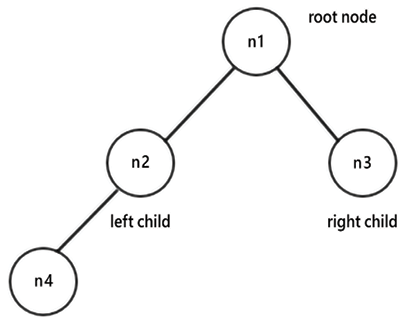 root node
n1
n2
n3
left child
right child
n4